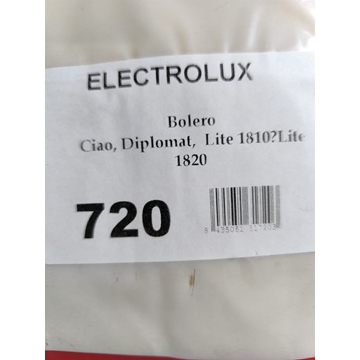 ELECTROLUX
Bolero
Ciao, Diplomat, Lite 1810?Lite
1820
720